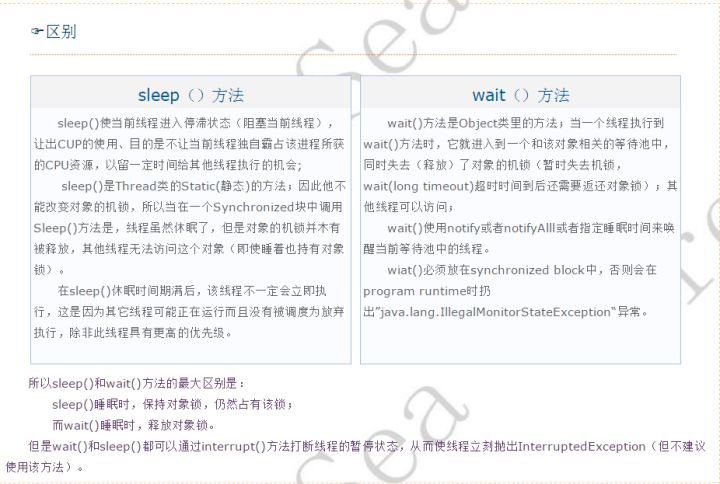 ☞区别
sleep（）方法
sleep()使当前线程进入停滞状态（阻塞当前线程），
让出CUP的使用、目的是不让当前线程独自霸占该进程所获
的CPU资源，以留一定时间给其他线程执行的机会;
sleep()是Thread类的Static(静态)的方法；因此他不
能改变对象的机锁，所以当在一个Synchronized块中调用
Sleep()方法是，线程虽然休眠了，但是对象的机锁并木有
被释放，其他线程无法访问这个对象（即使睡着也持有对象
锁）。
在sleep()休眠时间期满后，该线程不一定会立即执
行，这是因为其它线程可能正在运行而且没有被调度为放弃
执行，除非此线程具有更高的优先级。
wait（）方法
wait()方法是Object类里的方法；当一个线程执行到
wait()方法时，它就进入到一个和该对象相关的等待池中，
同时失去（释放）了对象的机锁（暂时失去机锁，
wait(long timeout)超时时间到后还需要返还对象锁）；其
他线程可以访问；
wait()使用notify或者notifyAlll或者指定睡眠时间来唤
醒当前等待池中的线程。
wiat()必须放在synchronized block中，否则会在
program runtime时扔
出"java.lang.IllegalMonitorStateException"异常。
所以sleep()和wait()方法的最大区别是：
sleep()睡眠时，保持对象锁，仍然占有该锁；
而wait()睡眠时，释放对象锁。
但是wait()和sleep()都可以通过interrupt()方法打断线程的暂停状态，从而使线程立刻抛出InterruptedException（但不建议
使用该方法）。
Sea
Sea